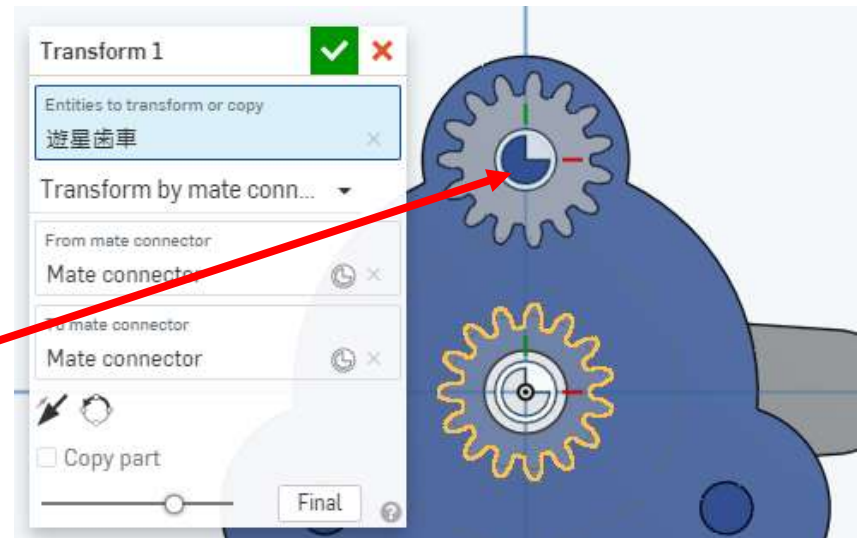 Transform 1
Entities to transform or copy
遊星歯車
Transform by mate conn...
From mate connector
Mate connector
To mate connector
Mate connector
Copy part
Final